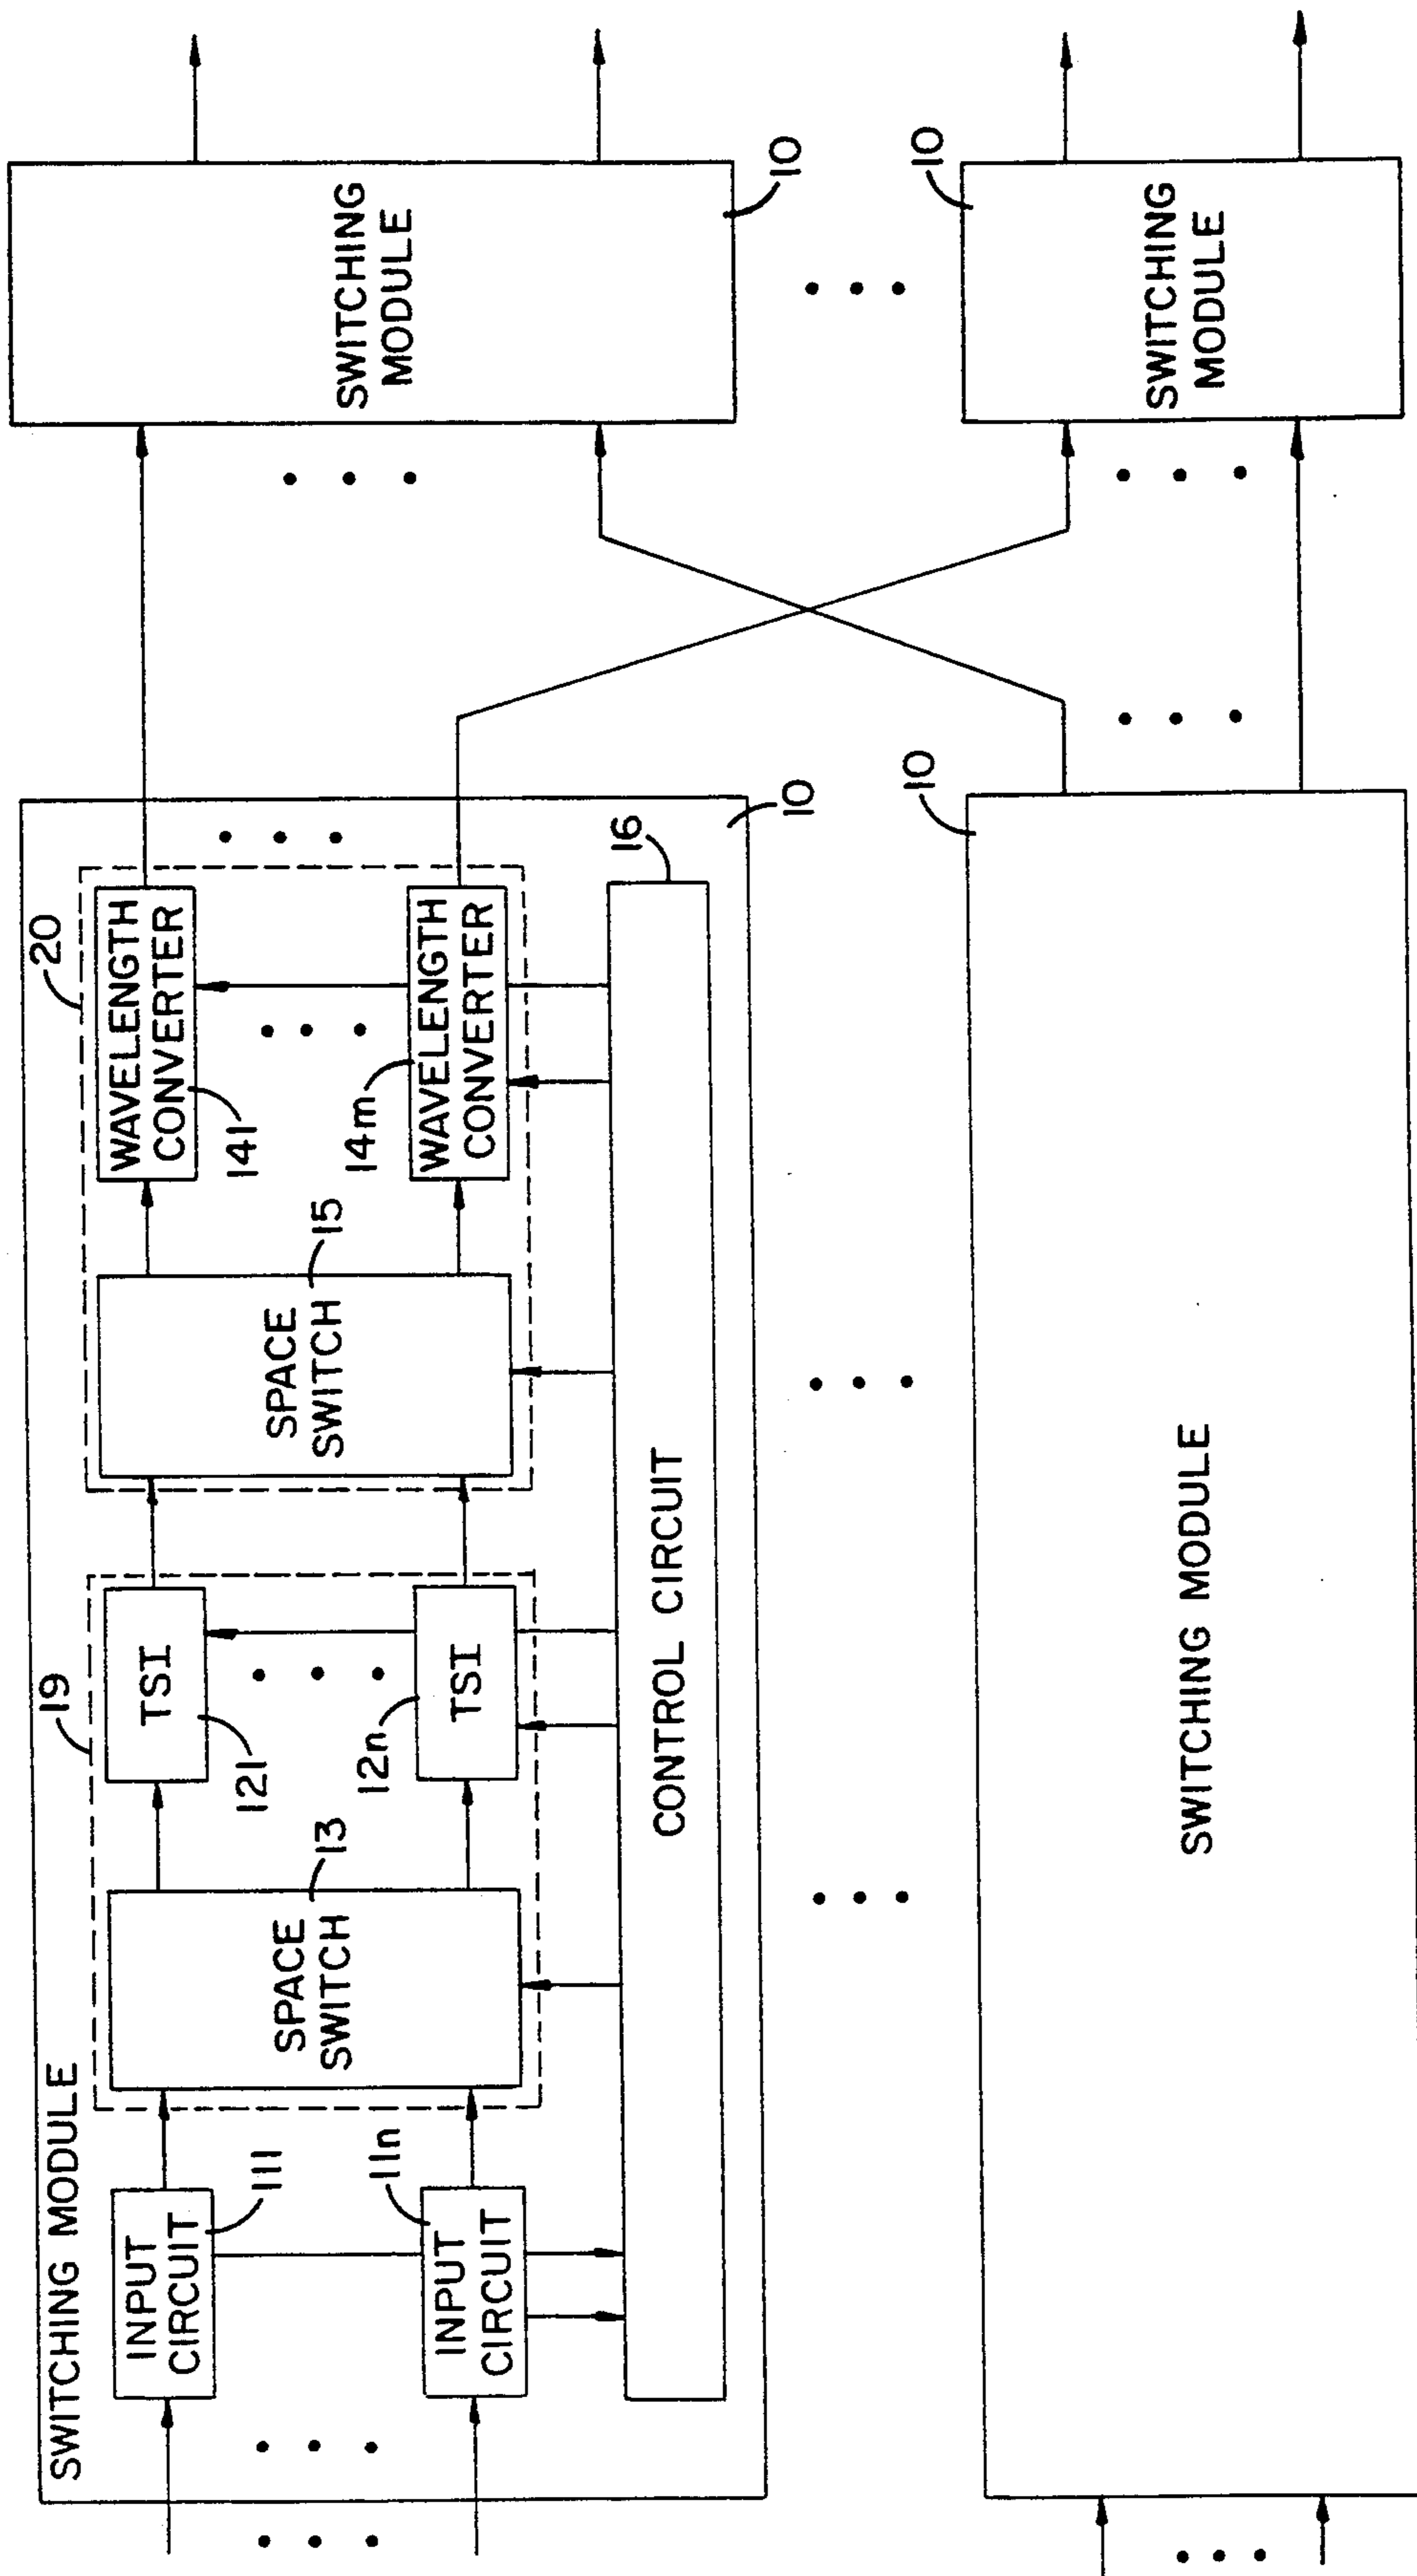 SWITCHING MODULE
INPUT
CIRCUIT
111
INPUT
CIRCUIT
11n
19
SPACE
SWITCH
13
TSI
121
TSI
12n
20
SPACE
SWITCH
15
WAVELENGTH
CONVERTER
141
WAVELENGTH
CONVERTER
14m
CONTROL CIRCUIT
16
10
SWITCHING
MODULE
10
SWITCHING MODULE
10
SWITCHING
MODULE
10